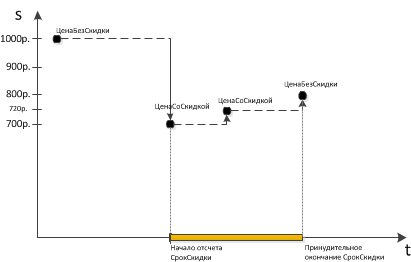 S
ЦенаБезСкидки
1000р.
900р.
ЦенаБезСкидки
800р.
ЦенаСоСкидкой
ЦенаСоСкидкой
720р.
700р.
t
Начало отсчета
СрокСкидки
Принудительное
окончание СрокСкидки